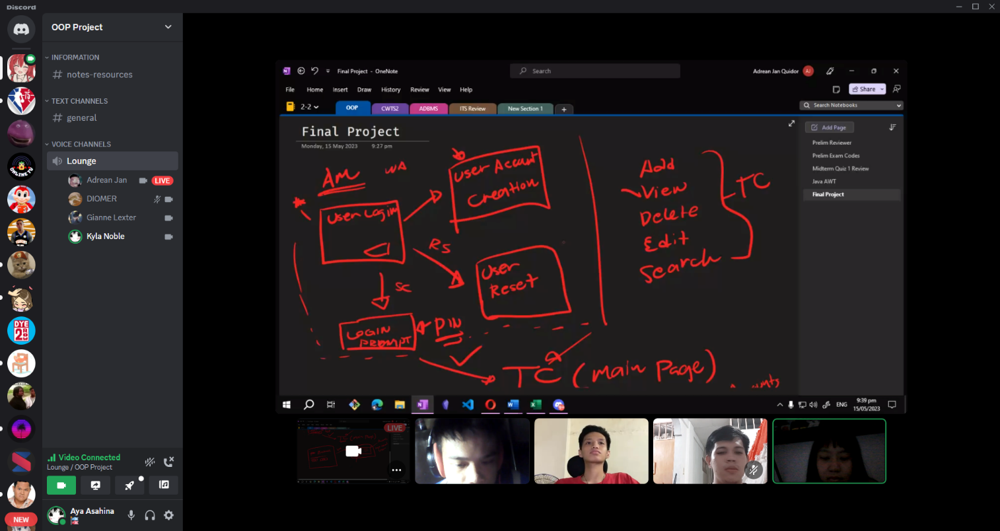 Discord
OOP Project
INFORMATION
notes-resources
TEXT CHANNELS
general
VOICE CHANNELS
Lounge
Adrean Jan LIVE
DIOMER
Gianne Lexter
Kyla Noble
Video Connected
Lounge / OOP Project
Aya Asahina
NEW
75
ONLINE TV
DYE
Final Project - OneNote
Search
Adrean Jan Quidor AJ
File Home Insert Draw History Review View Help
Share
2-2 OOP CWTS2 ADBMS ITS Review New Section 1 +
Search Notebooks
Add Page
Prelim Reviewer
Prelim Exam Codes
Midterm Quiz 1 Review
Java AWT
Final Project
Final Project
Monday, 15 May 2023 9:27 pm
AM
UA
User Login
User Account
Creation
RS
User
Reset
SC
LOGIN
PROMPT
PIN
Add
View
Delete
Edit
Search
TC
TC (Main Page)
ENG
9:39 pm
15/05/2023
LIVE